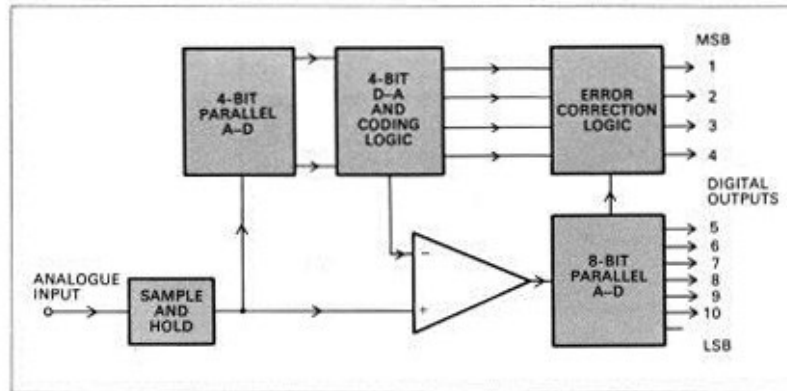 4-BIT
PARALLEL
A–D
4-BIT
D–A
AND
CODING
LOGIC
ERROR
CORRECTION
LOGIC
MSB
1
2
3
4
DIGITAL
OUTPUTS
5
6
7
8
9
10
LSB
8-BIT
PARALLEL
A–D
–
+
ANALOGUE
INPUT
SAMPLE
AND
HOLD